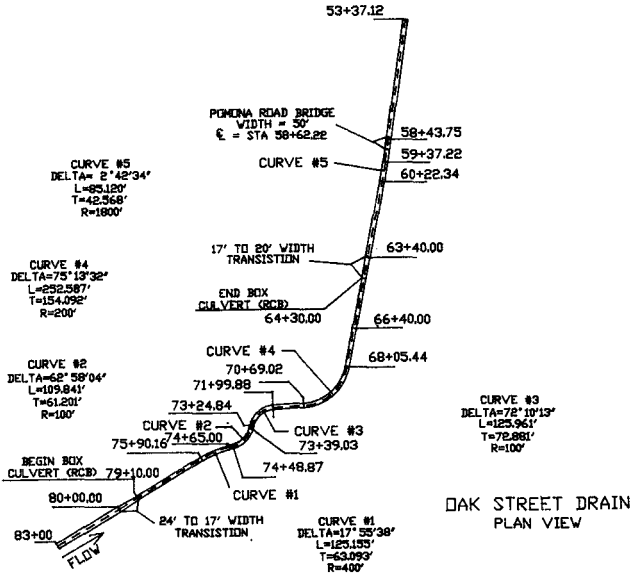 53+37.12
POMONA ROAD BRIDGE
WIDTH = 50'
℄ = STA 58+62.22
58+43.75
59+37.22
CURVE #5
60+22.34
CURVE #5
DELTA= 2°42'34"
L=85.120'
T=42.568'
R=1800'
17' TO 20' WIDTH
TRANSISTION
63+40.00
CURVE #4
DELTA=75°13'32"
L=252.587'
T=154.092'
R=200'
END BOX
CULVERT (RCB)
64+30.00
66+40.00
CURVE #4
68+05.44
70+69.02
71+99.88
CURVE #2
DELTA=62°58'04"
L=109.841'
T=61.201'
R=100'
73+24.84
CURVE #2
74+65.00
75+90.16
CURVE #3
73+39.03
74+48.87
CURVE #3
DELTA=72°10'13"
L=125.961'
T=72.881'
R=100'
BEGIN BOX
CULVERT (RCB)
79+10.00
80+00.00
CURVE #1
83+00
FLOW
24' TO 17' WIDTH
TRANSISTION
CURVE #1
DELTA=17°55'38"
L=125.155'
T=63.093'
R=400'
OAK STREET DRAIN
PLAN VIEW